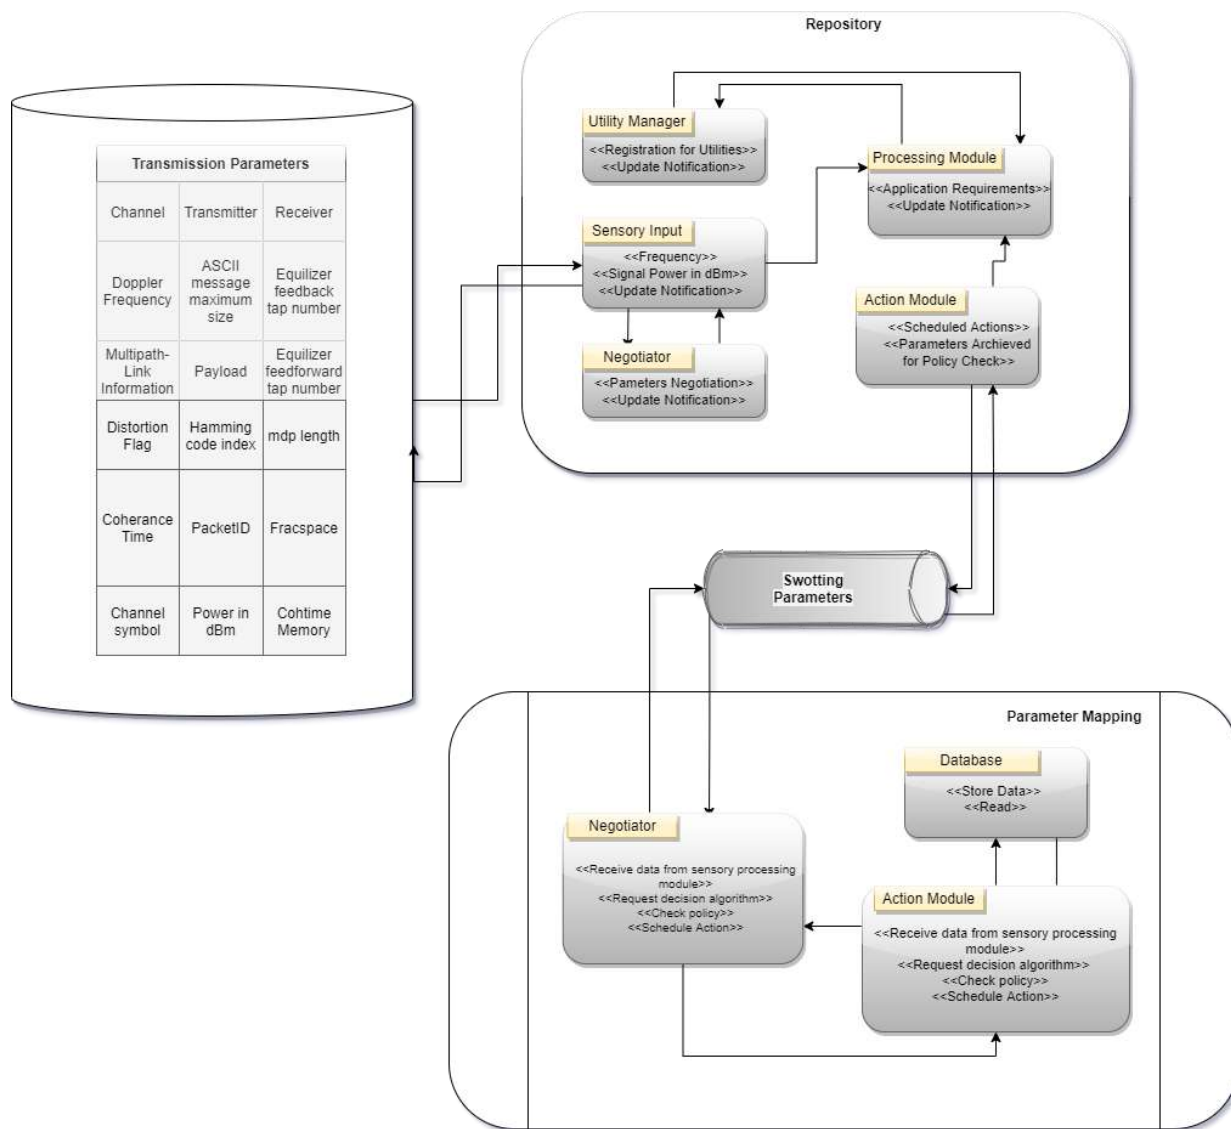 Repository
Utility Manager
<<Registration for Utilities>>
<<Update Notification>>
Processing Module
<<Application Requirements>>
<<Update Notification>>
Sensory Input
<<Frequency>>
<<Signal Power in dBm>>
<<Update Notification>>
Action Module
<<Scheduled Actions>>
<<Parameters Archieved
for Policy Check>>
Negotiator
<<Pameters Negotiation>>
<<Update Notification>>
Transmission Parameters
Channel
Transmitter
Receiver
Doppler
Frequency
ASCII
message
maximum
size
Equilizer
feedback
tap number
Multipath-
Link
Information
Payload
Equilizer
feedforward
tap number
Distortion
Flag
Hamming
code index
mdp length
Coherance
Time
PacketID
Fracspace
Channel
symbol
Power in
dBm
Cohtime
Memory
Swotting
Parameters
Parameter Mapping
Database
<<Store Data>>
<<Read>>
Negotiator
<<Receive data from sensory processing
module>>
<<Request decision algorithm>>
<<Check policy>>
<<Schedule Action>>
Action Module
<<Receive data from sensory processing
module>>
<<Request decision algorithm>>
<<Check policy>>
<<Schedule Action>>